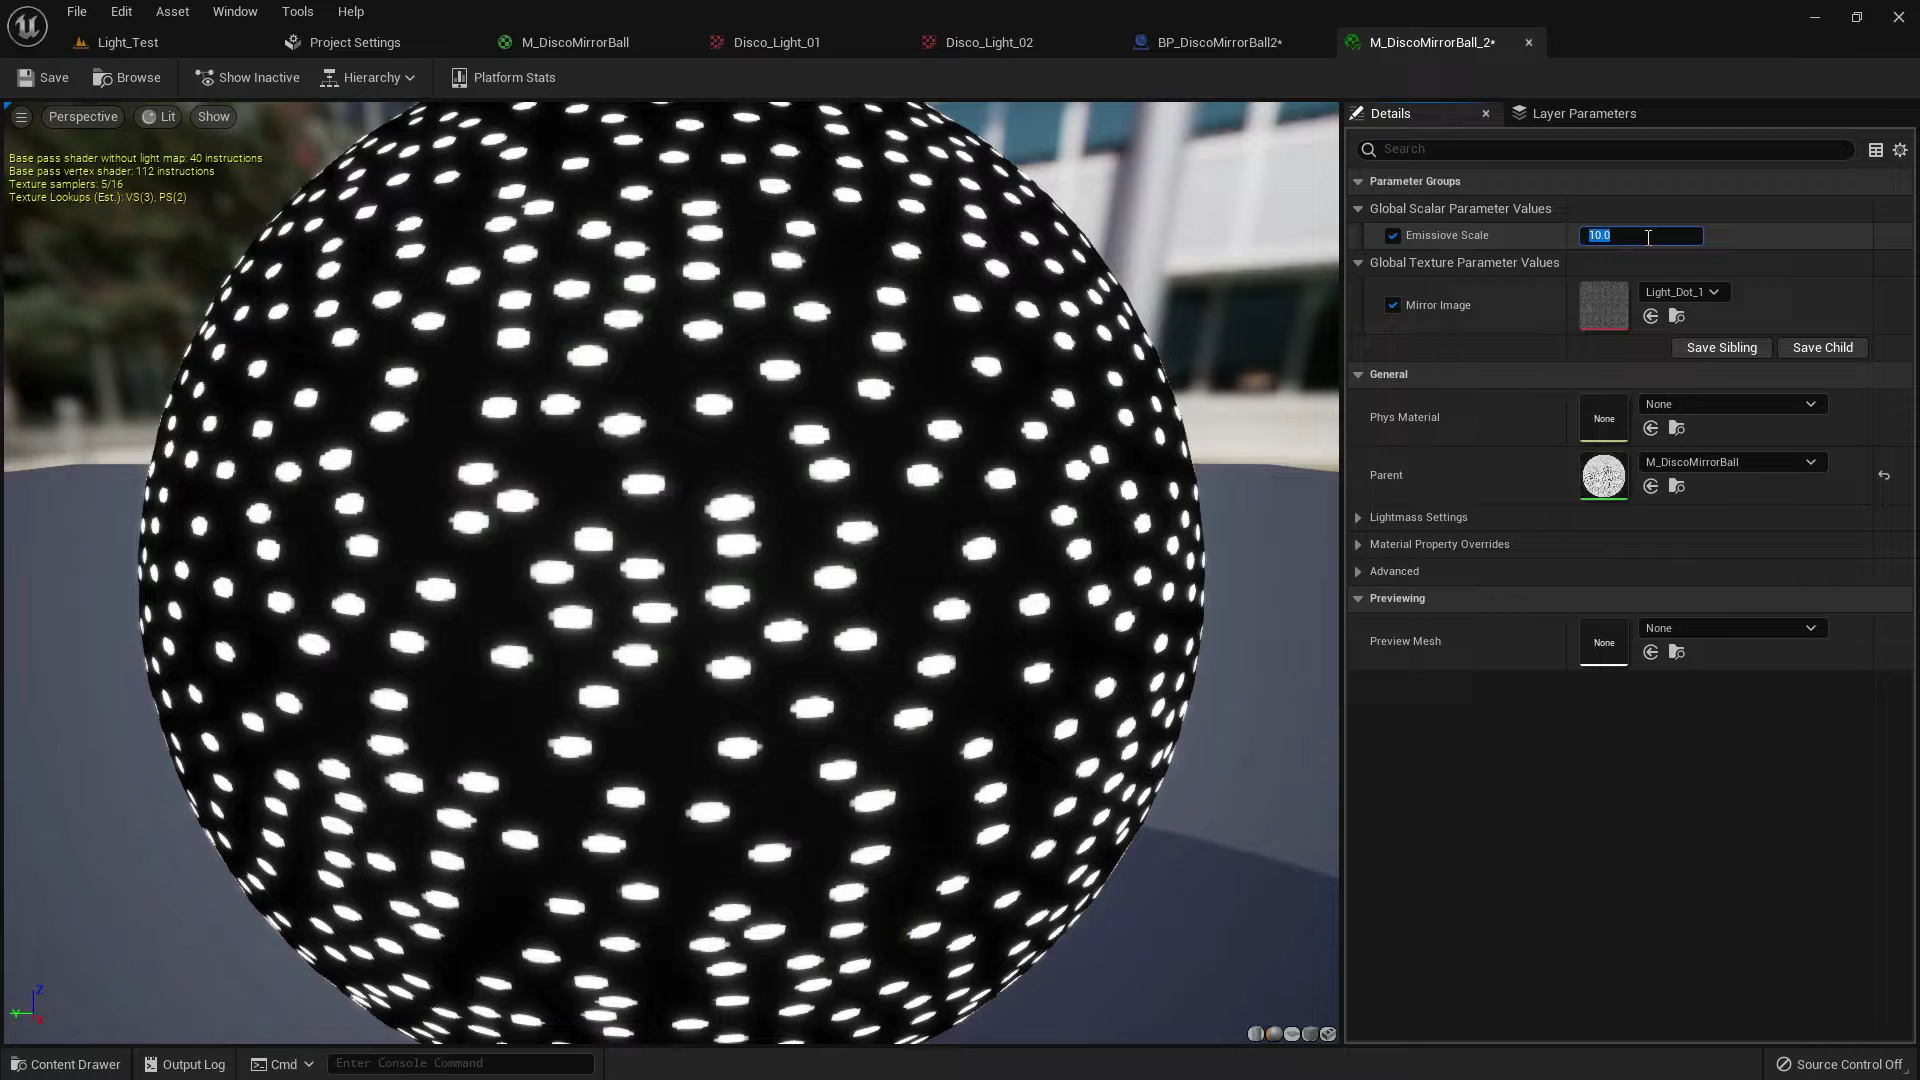 File Edit Asset Window Tools Help
Light_Test Project Settings M_DiscoMirrorBall Disco_Light_01 Disco_Light_02 BP_DiscoMirrorBall2* M_DiscoMirrorBall_2*
Save Browse Show Inactive Hierarchy Platform Stats
Perspective Lit Show
Base pass shader without light map: 40 instructions
Base pass vertex shader: 112 instructions
Texture samplers: 5/16
Texture Lookups (Est.): VS(3), PS(2)
Details Layer Parameters
Search
Parameter Groups
Global Scalar Parameter Values
Emissiove Scale 10.0
Global Texture Parameter Values
Mirror Image Light_Dot_1
Save Sibling Save Child
General
Phys Material None None
Parent M_DiscoMirrorBall
Lightmass Settings
Material Property Overrides
Advanced
Previewing
Preview Mesh None None
Z Y X
Content Drawer Output Log Cmd Enter Console Command Source Control Off